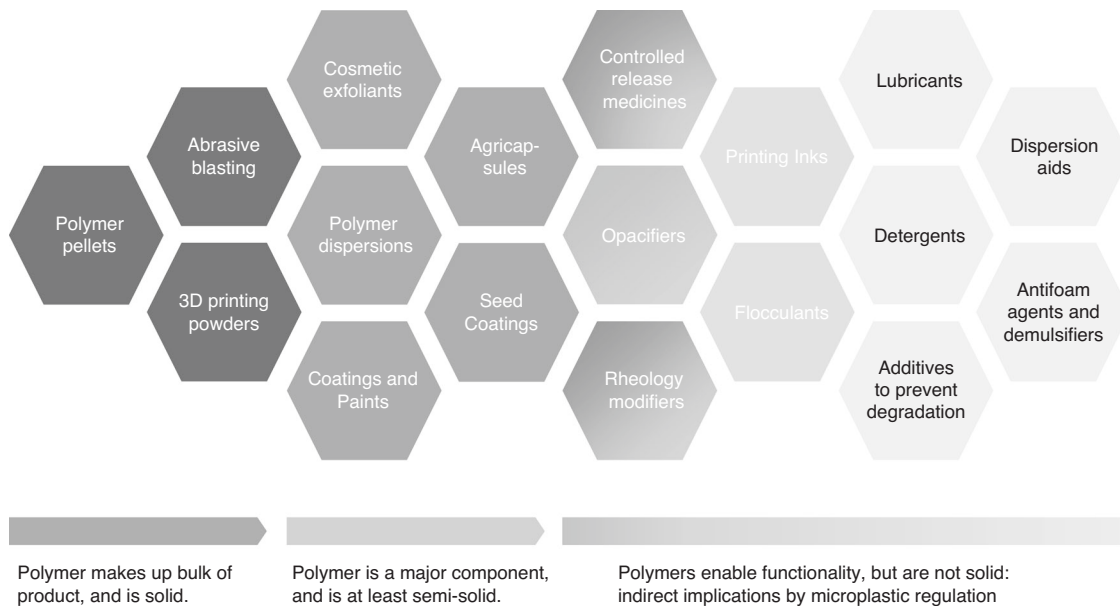 Cosmetic
exfoliants
Controlled
release
medicines
Lubricants
Abrasive
blasting
Agricap-
sules
Printing Inks
Dispersion
aids
Polymer
pellets
Polymer
dispersions
Opacifiers
Detergents
3D printing
powders
Seed
Coatings
Flocculants
Antifoam
agents and
demulsifiers
Coatings and
Paints
Rheology
modifiers
Additives
to prevent
degradation
Polymer makes up bulk of
product, and is solid.
Polymer is a major component,
and is at least semi-solid.
Polymers enable functionality, but are not solid:
indirect implications by microplastic regulation